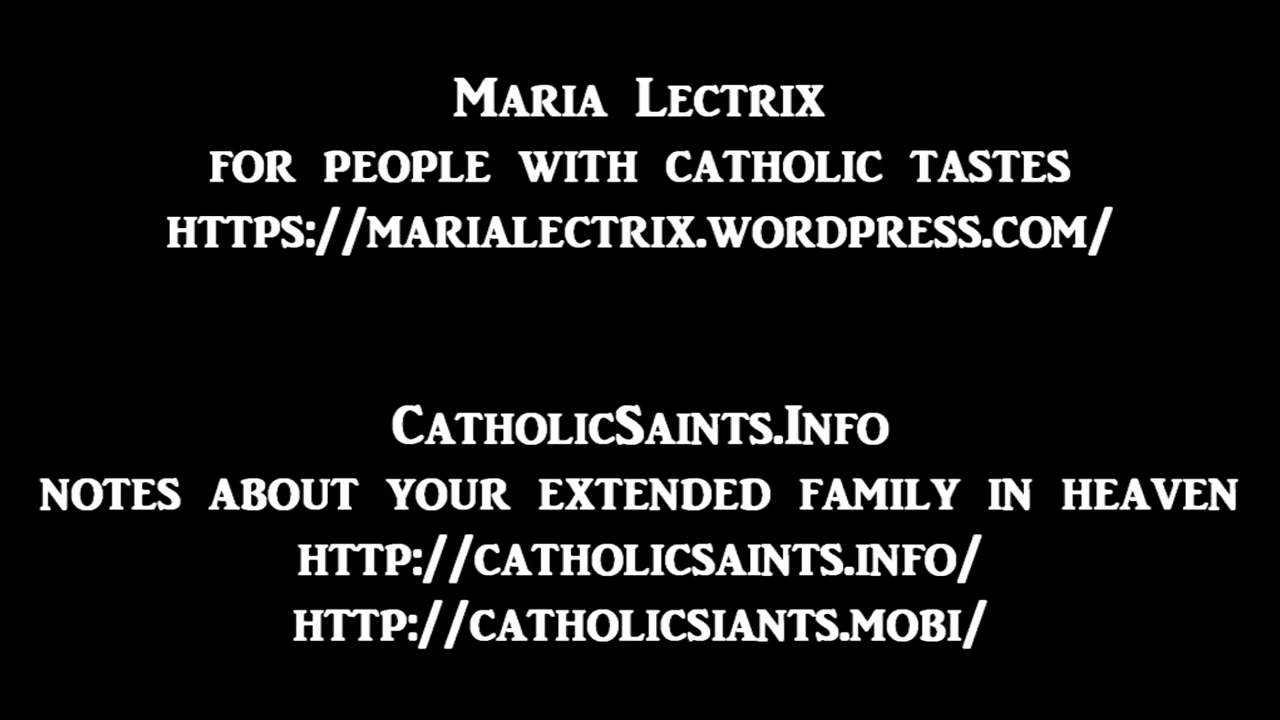 Maria Lectrix
for people with catholic tastes
https://marialectrix.wordpress.com/
CatholicSaints.Info
notes about your extended family in heaven
http://catholicsaints.info/
http://catholicsiants.mobi/